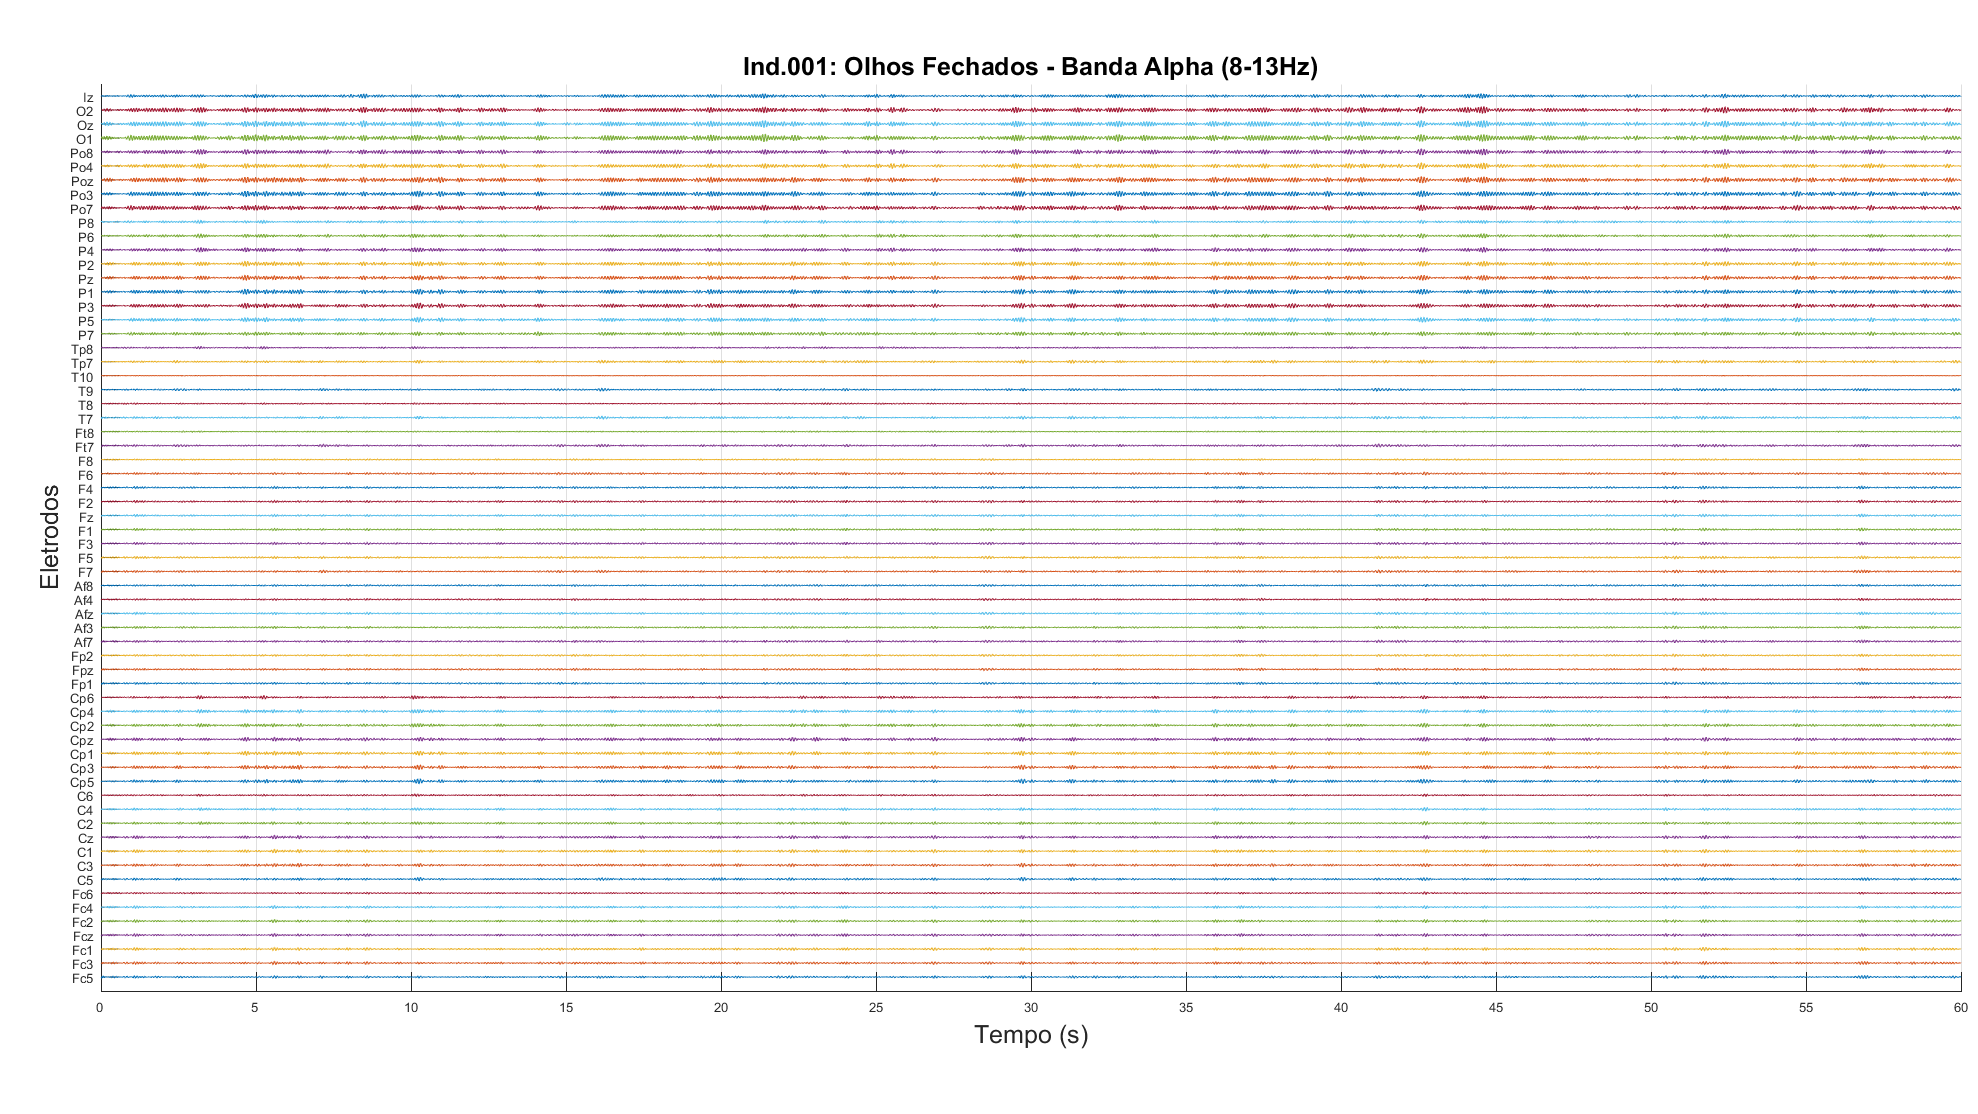 Ind.001: Olhos Fechados - Banda Alpha (8-13Hz)
Iz
O2
Oz
O1
Po8
Po4
Poz
Po3
Po7
P8
P6
P4
P2
Pz
P1
P3
P5
P7
Tp8
Tp7
T10
T9
T8
T7
Ft8
Ft7
F8
F6
F4
F2
Fz
F1
F3
F5
F7
Af8
Af4
Afz
Af3
Af7
Fp2
Fpz
Fp1
Cp6
Cp4
Cp2
Cpz
Cp1
Cp3
Cp5
C6
C4
C2
Cz
C1
C3
C5
Fc6
Fc4
Fc2
Fcz
Fc1
Fc3
Fc5
Eletrodos
0 5 10 15 20 25 30 35 40 45 50 55 60
Tempo (s)